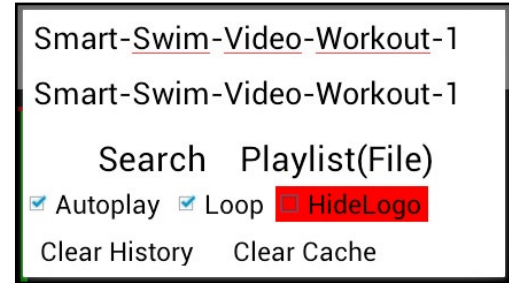 Smart-Swim-Video-Workout-1
Smart-Swim-Video-Workout-1
Search Playlist(File)
Autoplay Loop HideLogo
Clear History Clear Cache